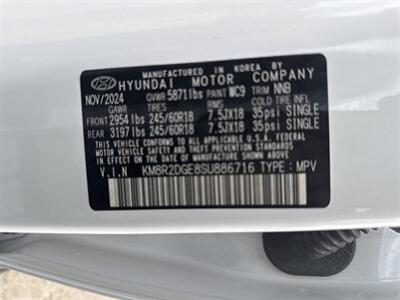 MANUFACTURED IN KOREA BY
HYUNDAI MOTOR COMPANY
NOV/2024 GVWR 5871lbs PAINT WC9 TRIM NNB
GAWR TIRES RIMS COLD TIRE INFL
FRONT 2954lbs 245/60R18 7.5JX18 35psi SINGLE
REAR 3197lbs 245/60R18 7.5JX18 35psi SINGLE
THIS VEHICLE CONFORMS TO ALL APPLICABLE U.S.A. FEDERAL
MOTOR VEHICLE SAFETY STANDARDS IN EFFECT ON THE
DATE OF MANUFACTURE SHOWN ABOVE.
V.I.N KM8R2DGE8SU886716 TYPE : MPV